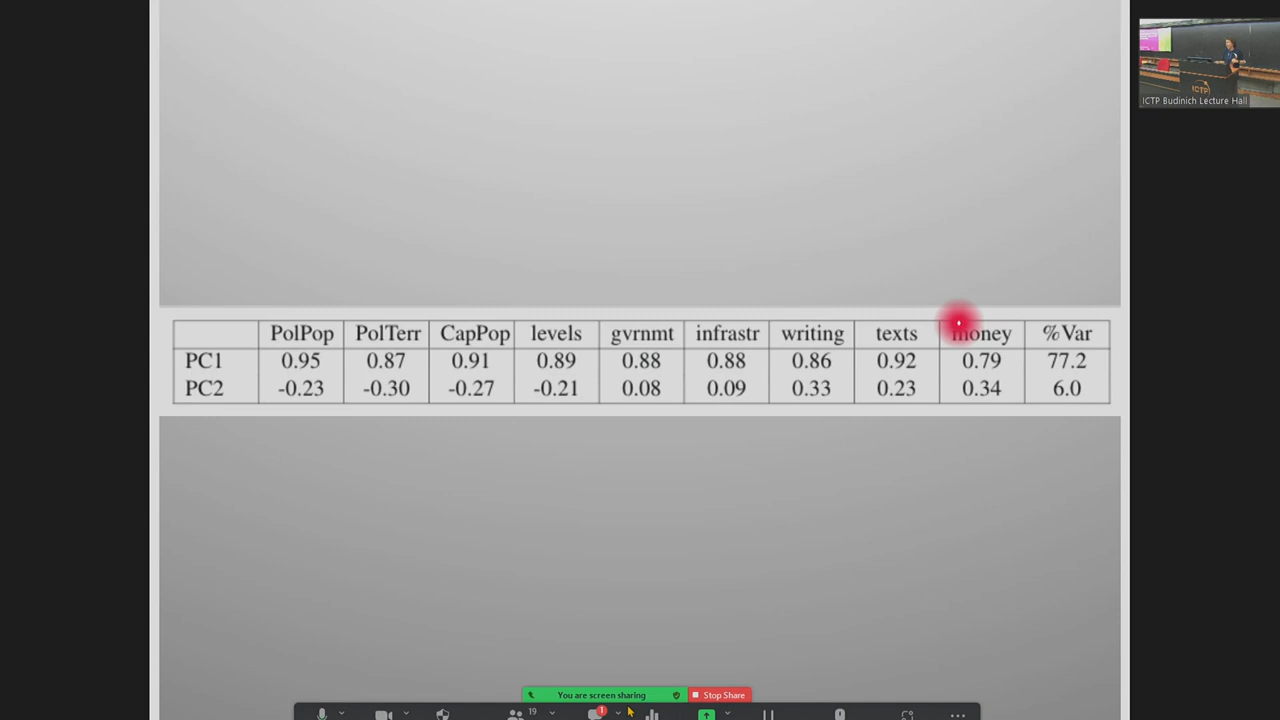 PolPop PolTerr CapPop levels gvrnmt infrastr writing texts money %Var
PC1 0.95 0.87 0.91 0.89 0.88 0.88 0.86 0.92 0.79 77.2
PC2 -0.23 -0.30 -0.27 -0.21 0.08 0.09 0.33 0.23 0.34 6.0
ICTP
ICTP Budinich Lecture Hall
You are screen sharing
Stop Share
19
1